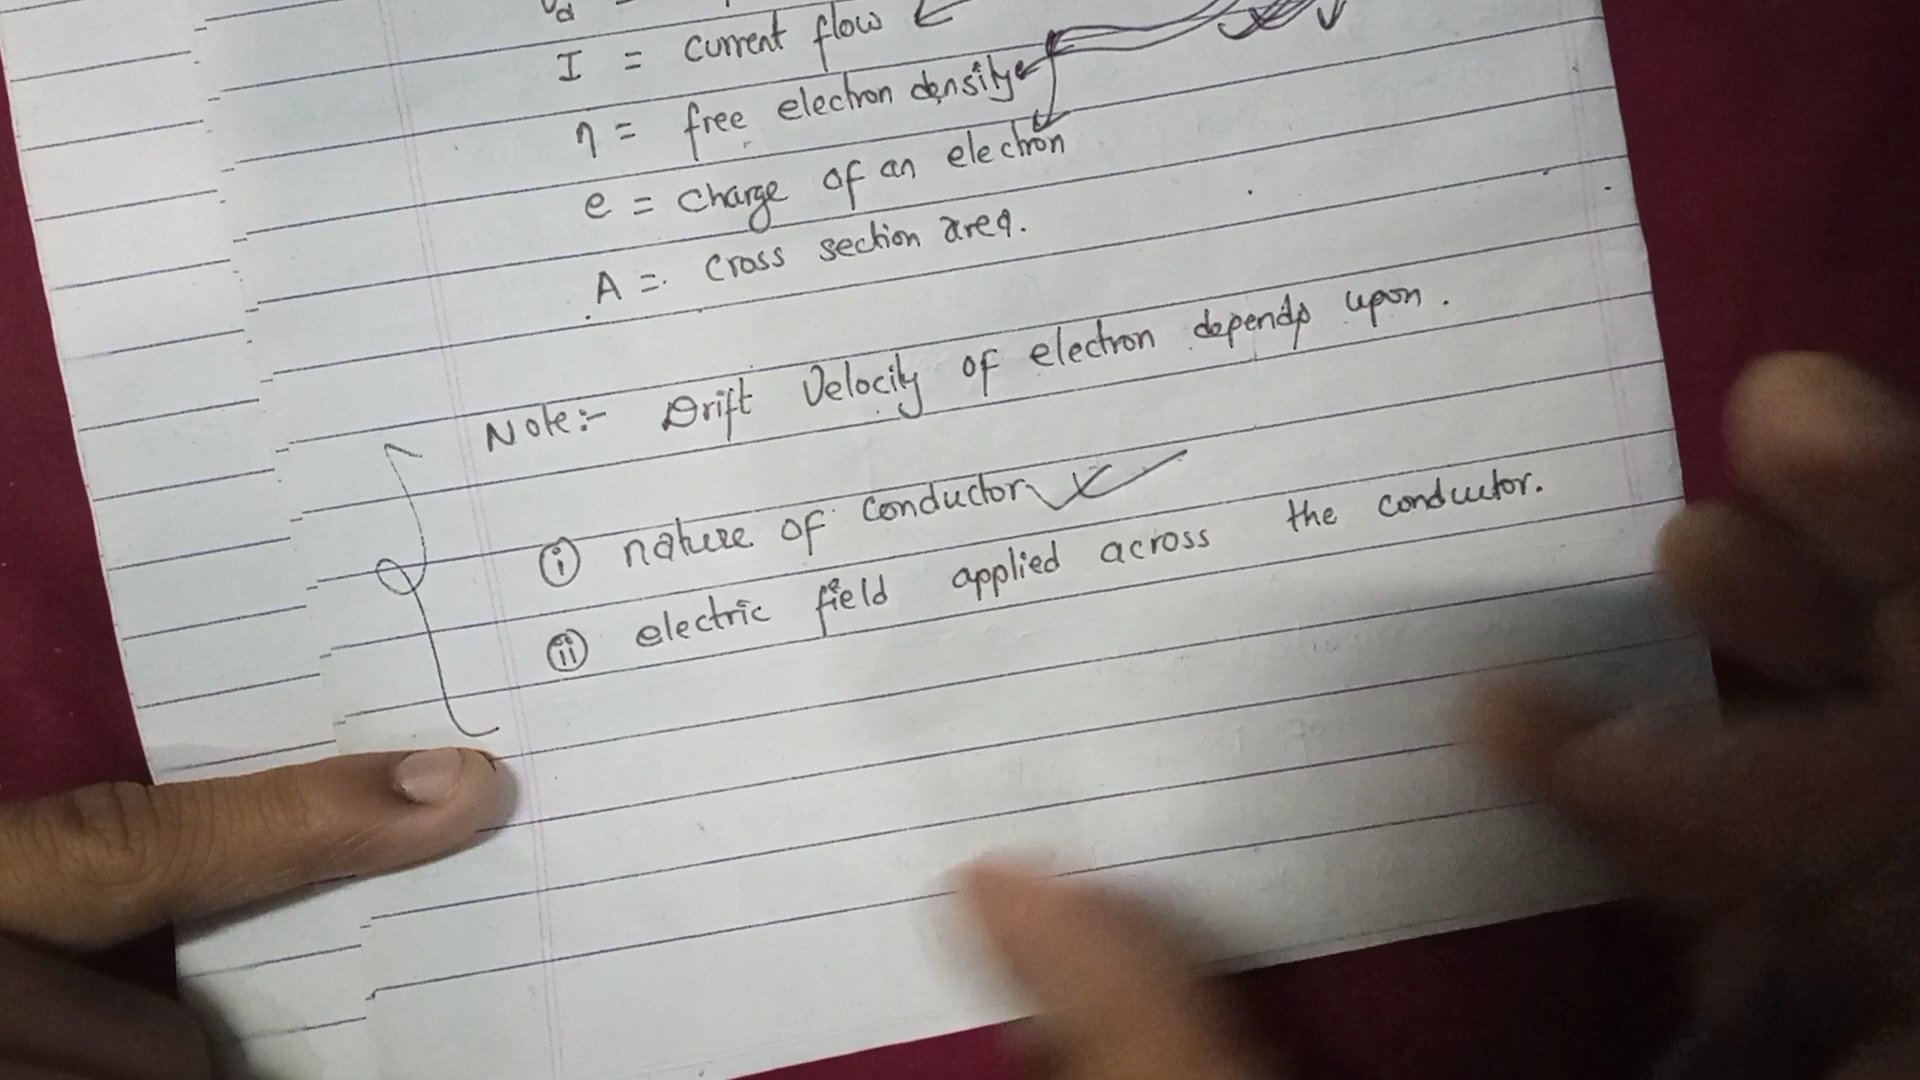 I = current flow
η = free electron density
e = charge of an electron
A = cross section area.
Note:- Drift Velocity of electron depends upon.
(i) nature of conductor
(ii) electric field applied across the conductor.